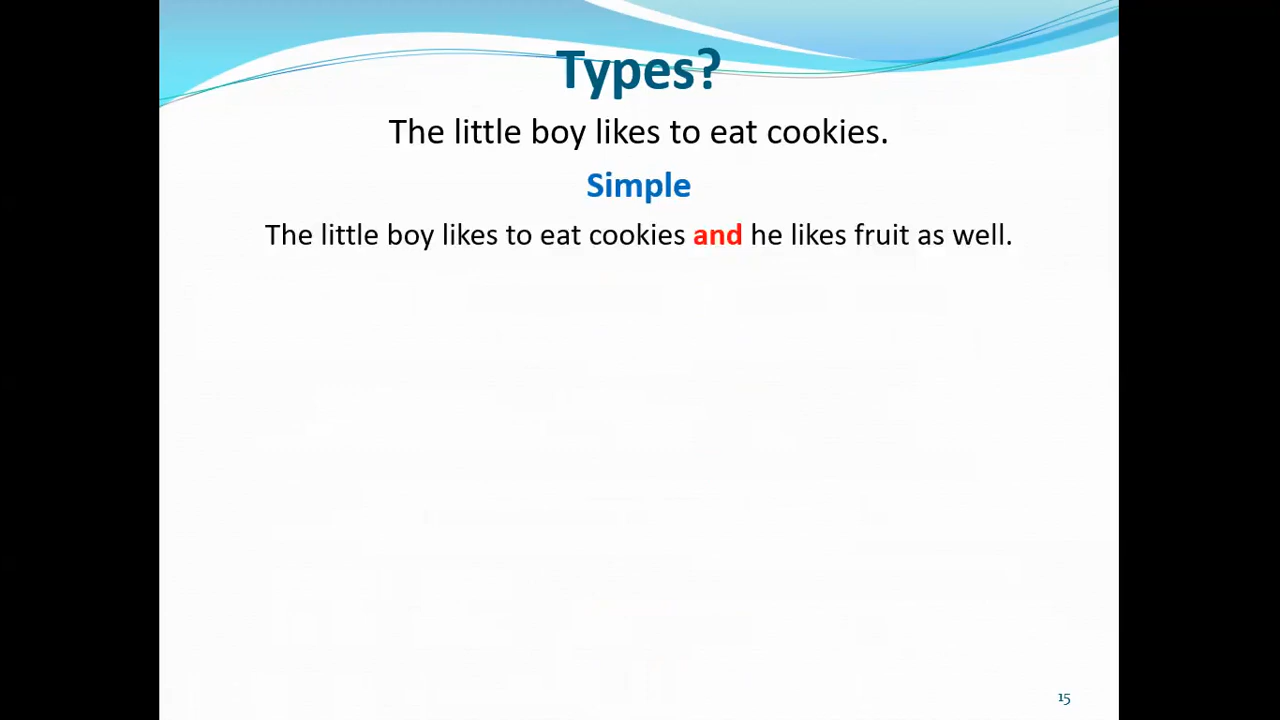 Types?
The little boy likes to eat cookies.
Simple
The little boy likes to eat cookies and he likes fruit as well.
15